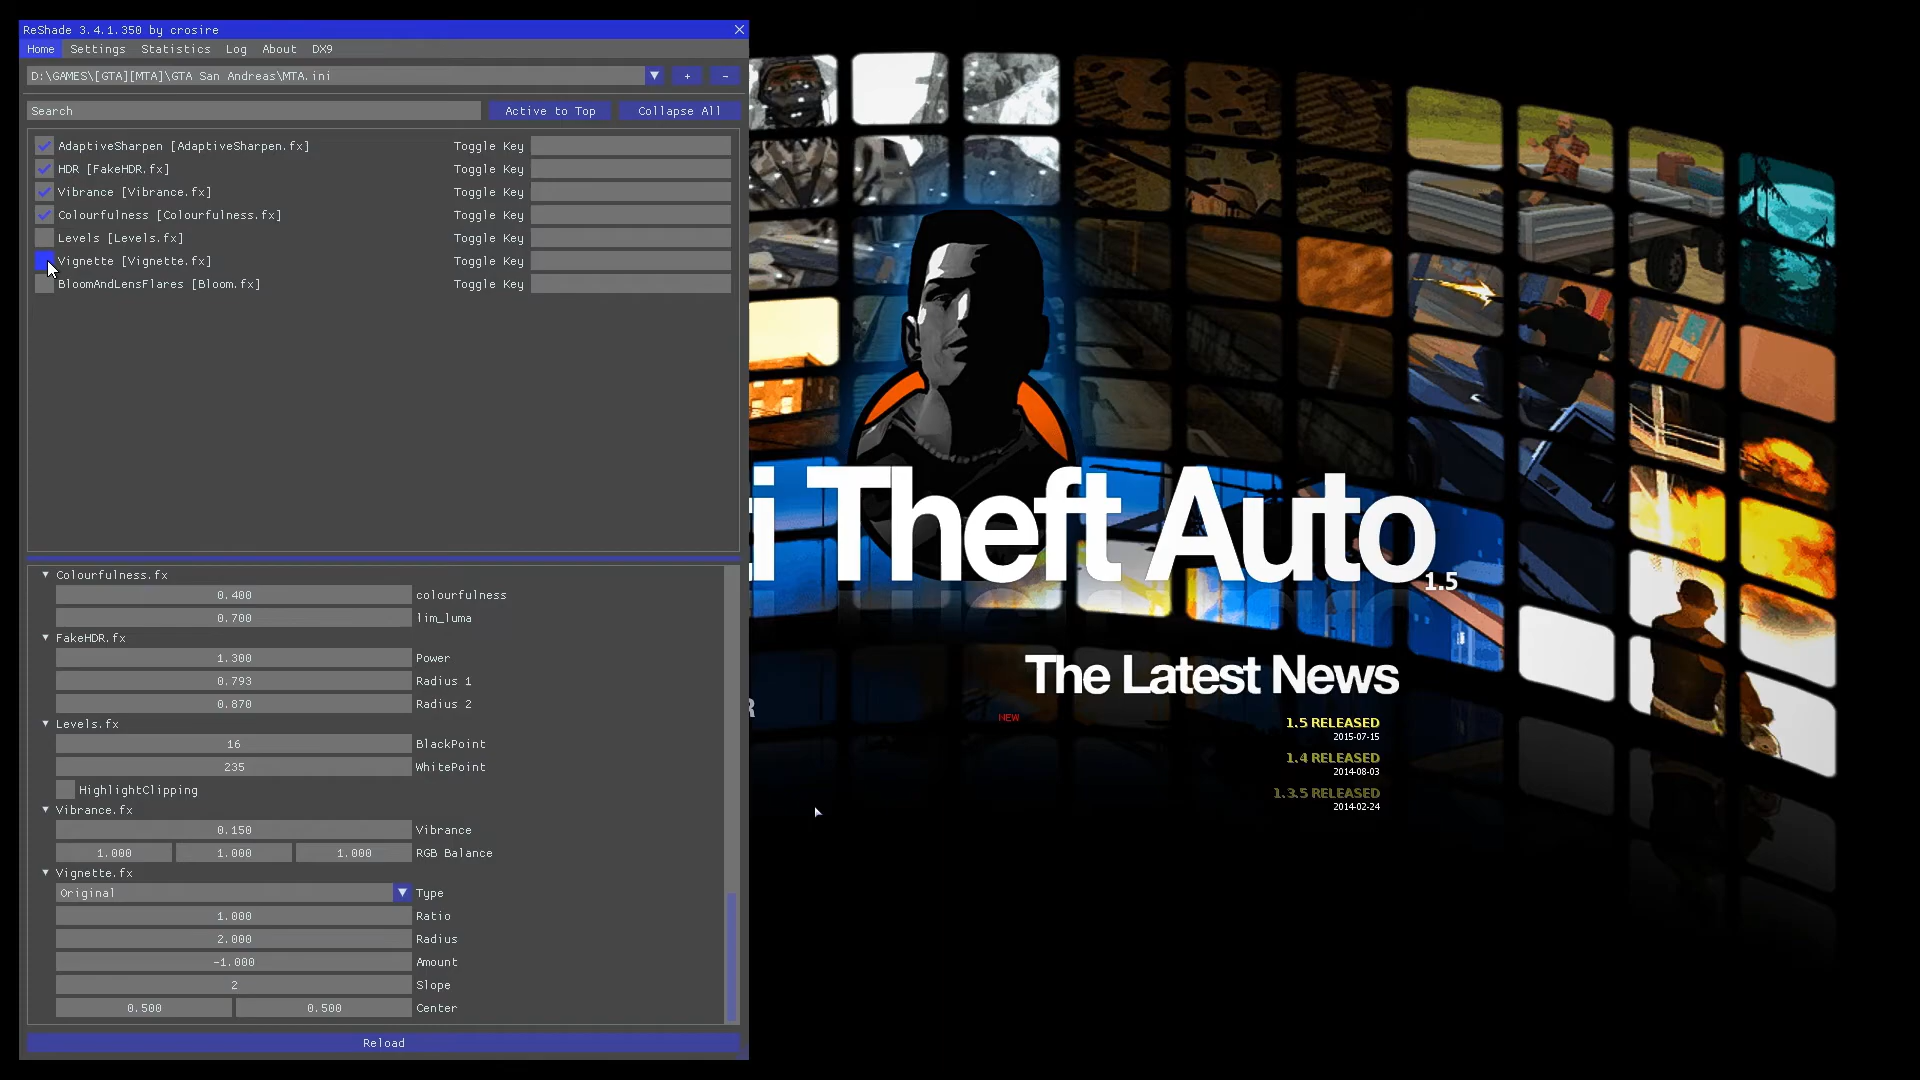 ReShade 3.4.1.350 by crosire
Home Settings Statistics Log About DX9
D:\GAMES\[GTA][MTA]\GTA San Andreas\MTA.ini
+ -
Search Active to Top Collapse All
AdaptiveSharpen [AdaptiveSharpen.fx] Toggle Key
HDR [FakeHDR.fx] Toggle Key
Vibrance [Vibrance.fx] Toggle Key
Colourfulness [Colourfulness.fx] Toggle Key
Levels [Levels.fx] Toggle Key
Vignette [Vignette.fx] Toggle Key
BloomAndLensFlares [Bloom.fx] Toggle Key
Colourfulness.fx
0.400 colourfulness
0.700 lim_luma
FakeHDR.fx
1.300 Power
0.793 Radius 1
0.870 Radius 2
Levels.fx
16 BlackPoint
235 WhitePoint
HighlightClipping
Vibrance.fx
0.150 Vibrance
1.000 1.000 1.000 RGB Balance
Vignette.fx
Original Type
1.000 Ratio
2.000 Radius
-1.000 Amount
2 Slope
0.500 0.500 Center
Reload
i Theft Auto
1.5
The Latest News
R
NEW
1.5 RELEASED
2015-07-15
1.4 RELEASED
2014-08-03
1.3.5 RELEASED
2014-02-24